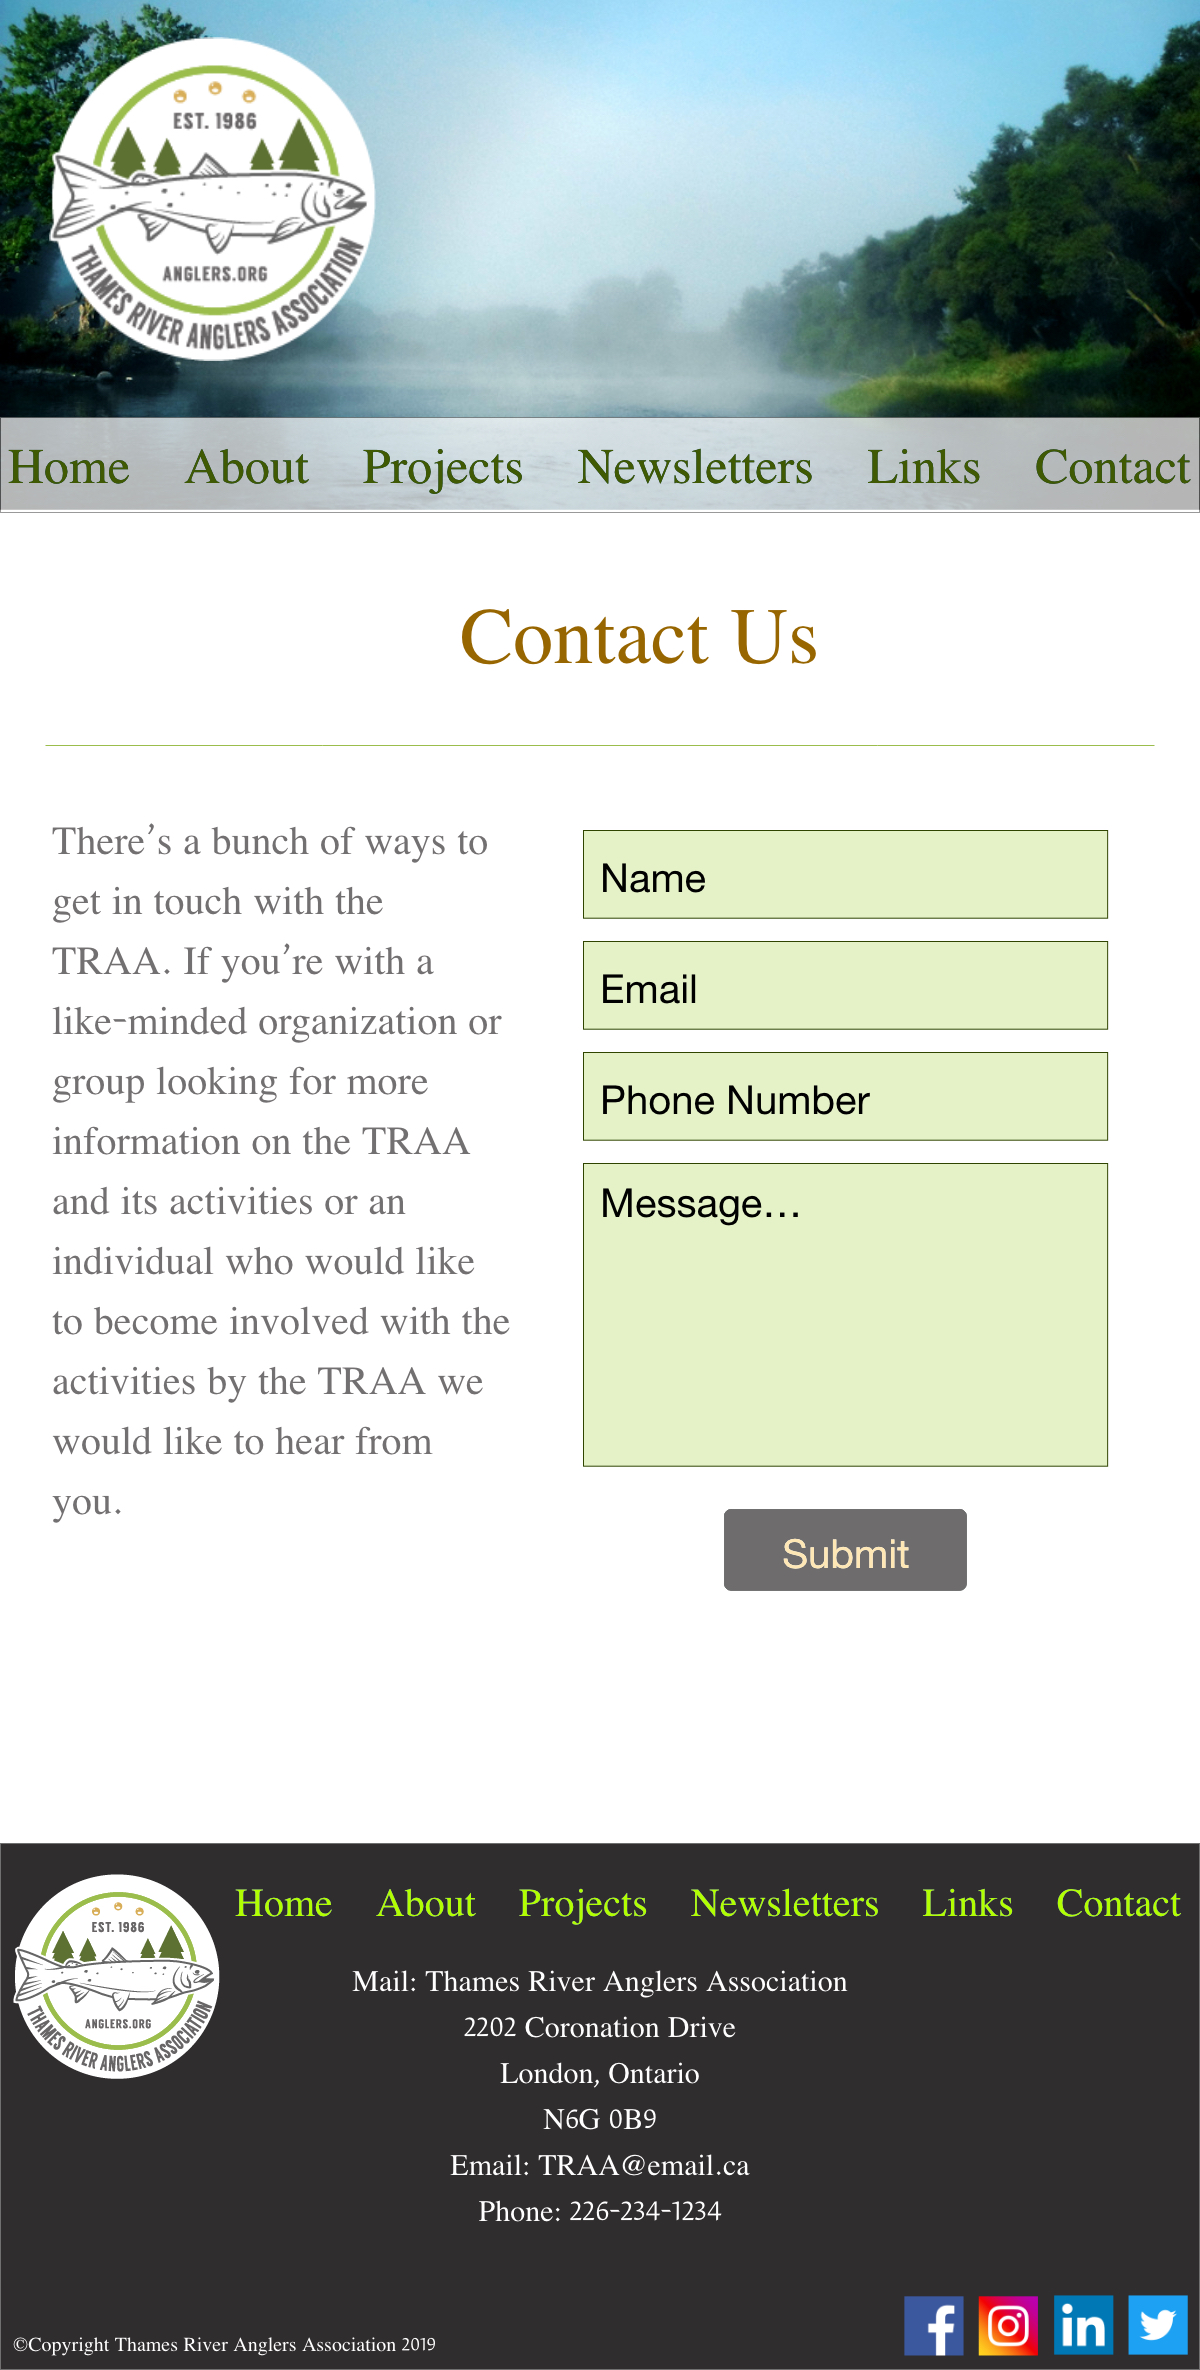 EST. 1986
ANGLERS.ORG
THAMES RIVER ANGLERS ASSOCIATION
Home About Projects Newsletters Links Contact
Contact Us
There’s a bunch of ways to
get in touch with the
TRAA. If you’re with a
like-minded organization or
group looking for more
information on the TRAA
and its activities or an
individual who would like
to become involved with the
activities by the TRAA we
would like to hear from
you.
Name
Email
Phone Number
Message...
Submit
EST. 1986
ANGLERS.ORG
THAMES RIVER ANGLERS ASSOCIATION
Home About Projects Newsletters Links Contact
Mail: Thames River Anglers Association
2202 Coronation Drive
London, Ontario
N6G 0B9
Email: TRAA@email.ca
Phone: 226-234-1234
©Copyright Thames River Anglers Association 2019